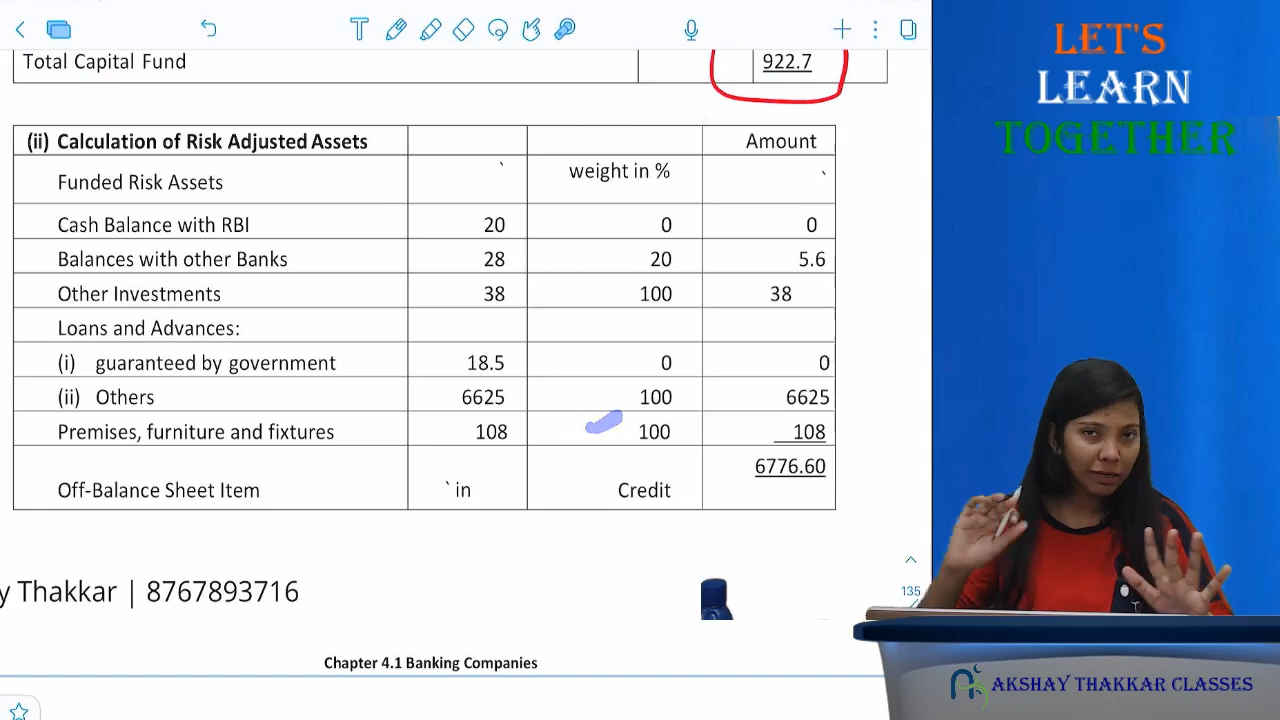 Total Capital Fund 922.7
(ii) Calculation of Risk Adjusted Assets Amount
Funded Risk Assets ` weight in % `
Cash Balance with RBI 20 0 0
Balances with other Banks 28 20 5.6
Other Investments 38 100 38
Loans and Advances:
(i) guaranteed by government 18.5 0 0
(ii) Others 6625 100 6625
Premises, furniture and fixtures 108 100 108
6776.60
Off-Balance Sheet Item ` in Credit
y Thakkar | 8767893716
135
Chapter 4.1 Banking Companies
LET'S
LEARN
TOGETHER
AKSHAY THAKKAR CLASSES